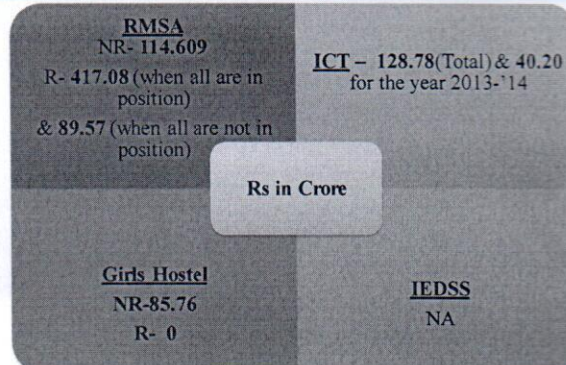 RMSA
NR- 114.609
R- 417.08 (when all are in
position)
& 89.57 (when all are not in
position)
ICT – 128.78(Total) & 40.20
for the year 2013-'14
Rs in Crore
Girls Hostel
NR-85.76
R- 0
IEDSS
NA